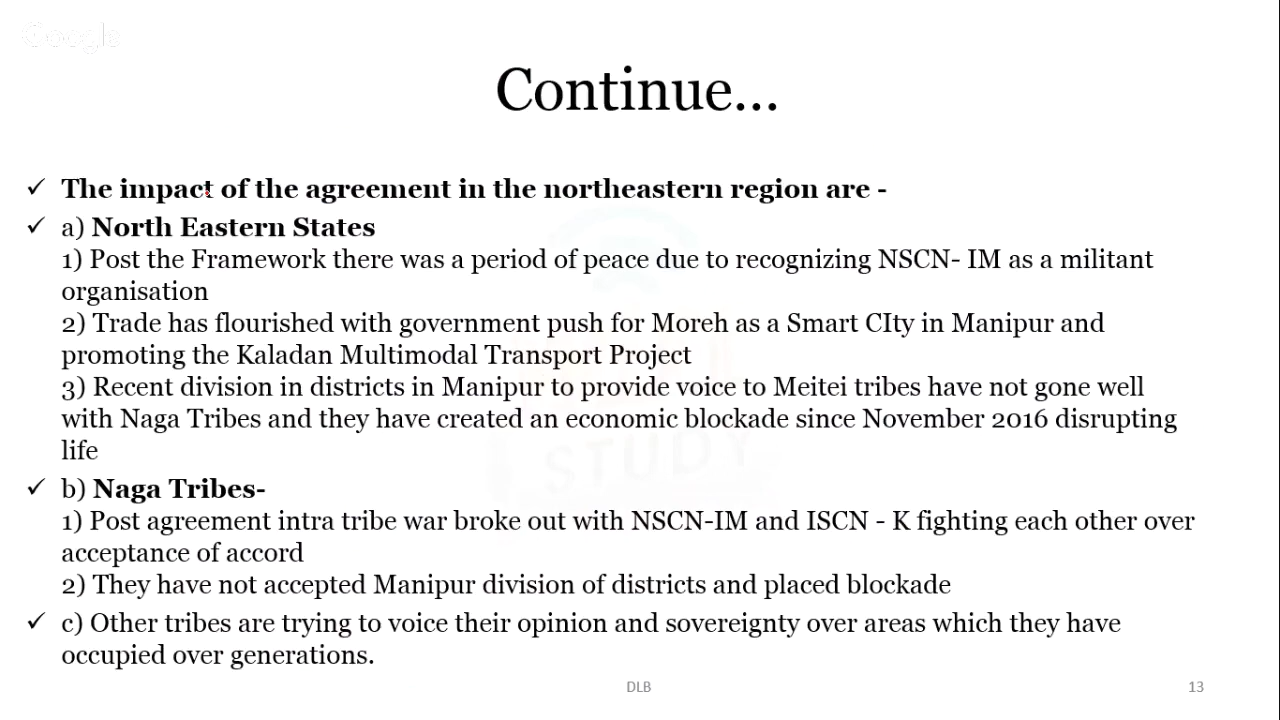 Google
Continue...
✓ The impact of the agreement in the northeastern region are -
✓ a) North Eastern States
1) Post the Framework there was a period of peace due to recognizing NSCN- IM as a militant
organisation
2) Trade has flourished with government push for Moreh as a Smart CIty in Manipur and
promoting the Kaladan Multimodal Transport Project
3) Recent division in districts in Manipur to provide voice to Meitei tribes have not gone well
with Naga Tribes and they have created an economic blockade since November 2016 disrupting
life
STUDY
✓ b) Naga Tribes-
1) Post agreement intra tribe war broke out with NSCN-IM and ISCN - K fighting each other over
acceptance of accord
2) They have not accepted Manipur division of districts and placed blockade
✓ c) Other tribes are trying to voice their opinion and sovereignty over areas which they have
occupied over generations.
DLB
13